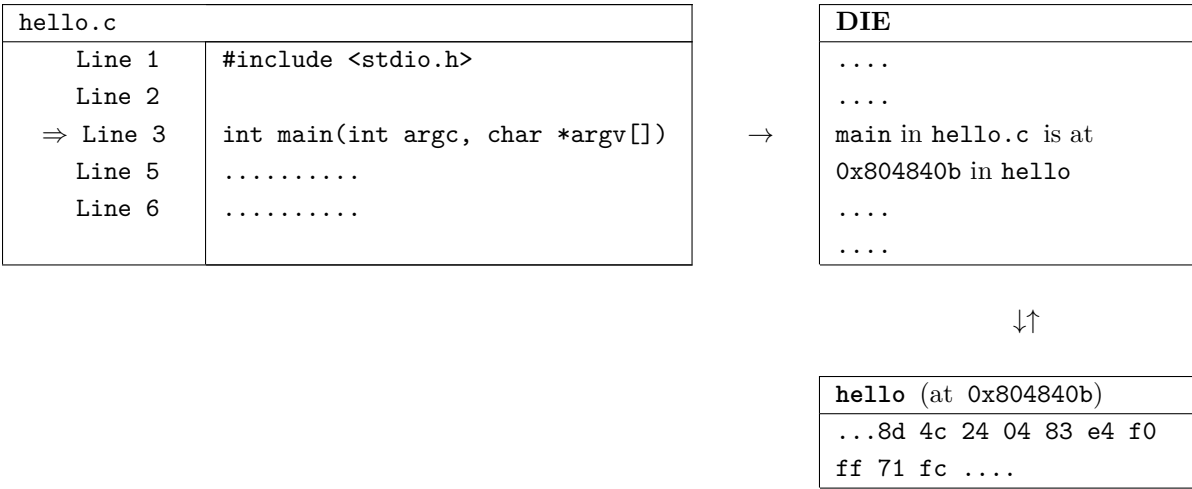 hello.c
Line 1 #include <stdio.h>
Line 2
⇒ Line 3 int main(int argc, char *argv[])
Line 5 ..........
Line 6 ..........
→
DIE
....
....
main in hello.c is at
0x804840b in hello
....
....
↓↑
hello (at 0x804840b)
...8d 4c 24 04 83 e4 f0
ff 71 fc ....